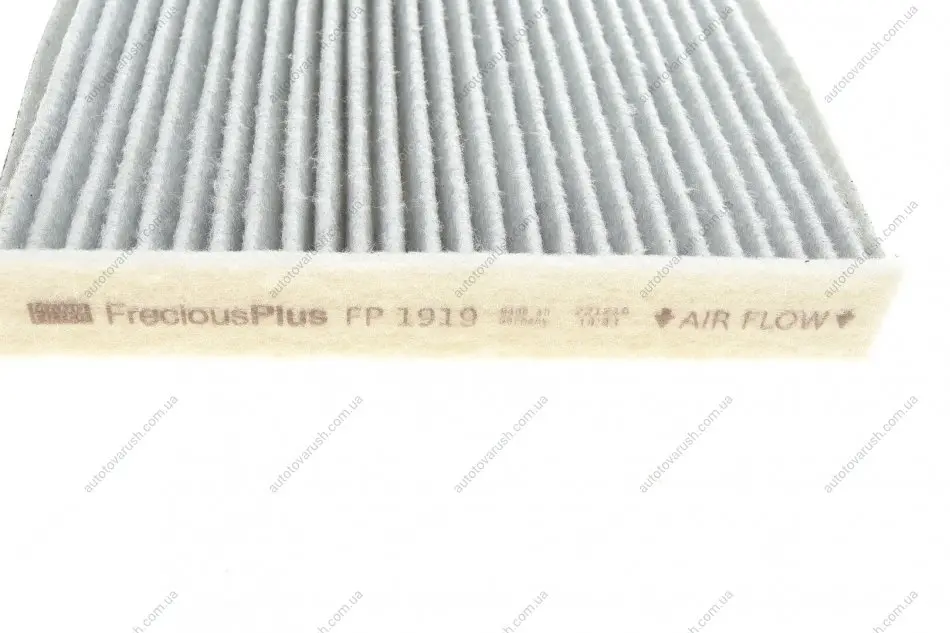 FreciousPlus FP 1919 AIR FLOW
autotovarush.com.ua